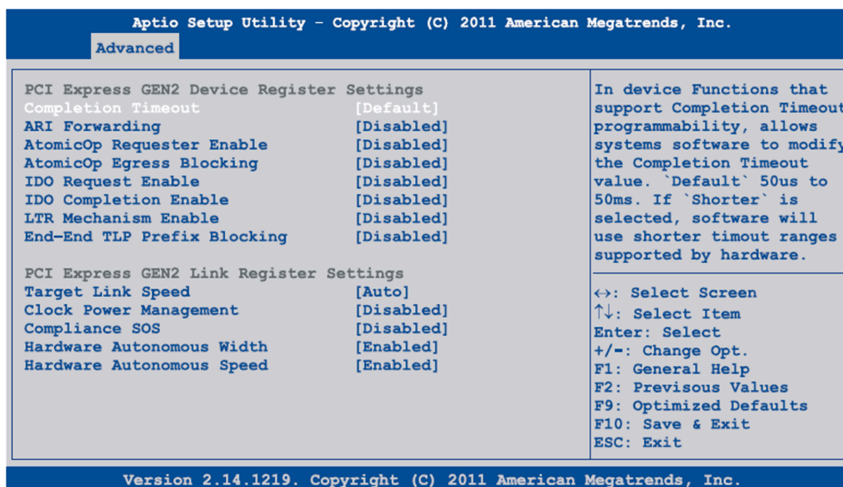 Aptio Setup Utility – Copyright (C) 2011 American Megatrends, Inc.
Advanced
PCI Express GEN2 Device Register Settings
Completion Timeout [Default]
ARI Forwarding [Disabled]
AtomicOp Requester Enable [Disabled]
AtomicOp Egress Blocking [Disabled]
IDO Request Enable [Disabled]
IDO Completion Enable [Disabled]
LTR Mechanism Enable [Disabled]
End–End TLP Prefix Blocking [Disabled]
PCI Express GEN2 Link Register Settings
Target Link Speed [Auto]
Clock Power Management [Disabled]
Compliance SOS [Disabled]
Hardware Autonomous Width [Enabled]
Hardware Autonomous Speed [Enabled]
In device Functions that
support Completion Timeout
programmability, allows
systems software to modify
the Completion Timeout
value. `Default` 50us to
50ms. If `Shorter` is
selected, software will
use shorter timout ranges
supported by hardware.
↔: Select Screen
↑↓: Select Item
Enter: Select
+/–: Change Opt.
F1: General Help
F2: Previsous Values
F9: Optimized Defaults
F10: Save & Exit
ESC: Exit
Version 2.14.1219. Copyright (C) 2011 American Megatrends, Inc.